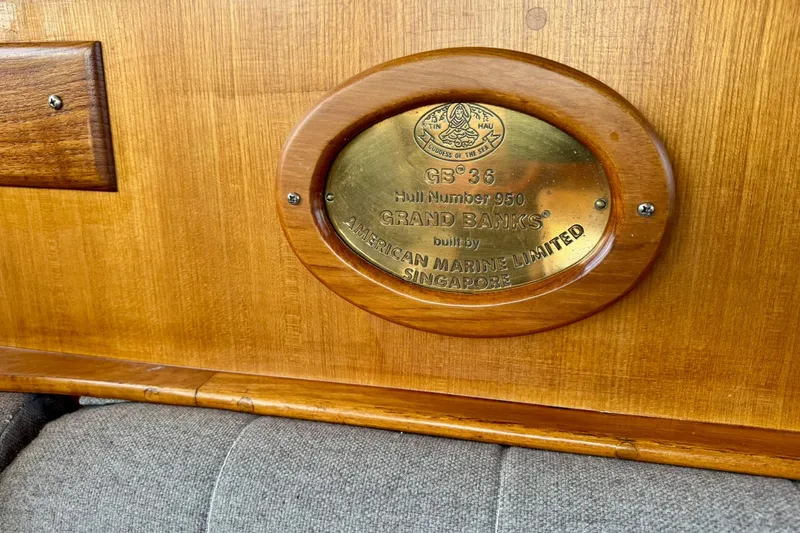 TIN HAU
GODDESS OF THE SEA
GB® 36
Hull Number 950
GRAND BANKS®
built by
AMERICAN MARINE LIMITED
SINGAPORE